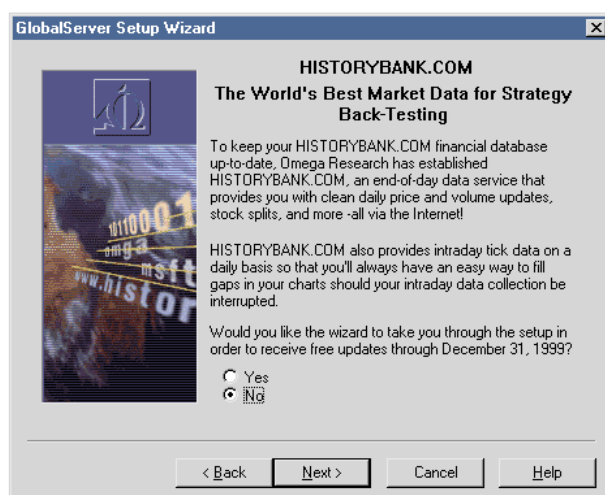 GlobalServer Setup Wizard
HISTORYBANK.COM
The World's Best Market Data for Strategy
Back-Testing
To keep your HISTORYBANK.COM financial database
up-to-date, Omega Research has established
HISTORYBANK.COM, an end-of-day data service that
provides you with clean daily price and volume updates,
stock splits, and more -all via the Internet!
HISTORYBANK.COM also provides intraday tick data on a
daily basis so that you'll always have an easy way to fill
gaps in your charts should your intraday data collection be
interrupted.
Would you like the wizard to take you through the setup in
order to receive free updates through December 31, 1999?
Yes
No
10110001
omga
msft
www.histor
< Back
Next >
Cancel
Help